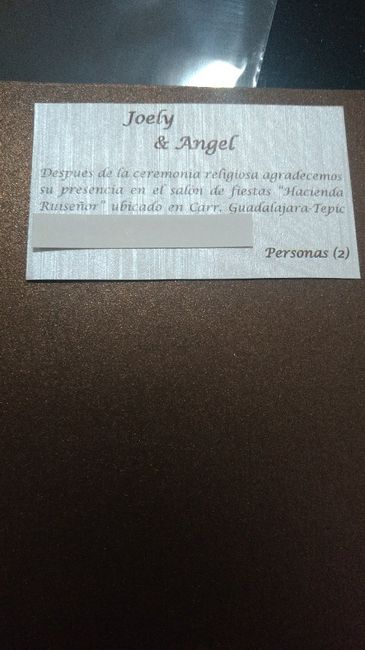 Joely
& Angel
Despues de la ceremonia religiosa agradecemos
su presencia en el salón de fiestas "Hacienda
Ruiseñor" ubicado en Carr. Guadalajara-Tepic
Personas (2)